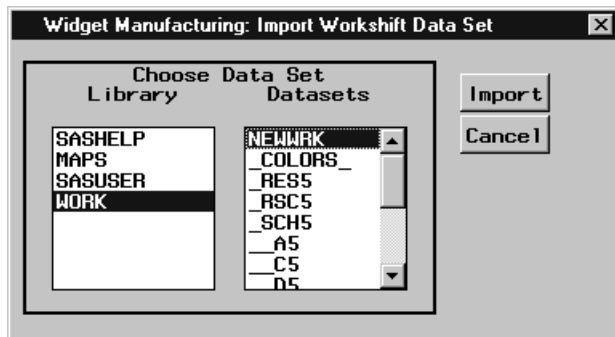 Widget Manufacturing: Import Workshift Data Set
Choose Data Set
Library Datasets
SASHELP
MAPS
SASUSER
WORK
NEWWRK
_COLORS_
_RES5
_RSC5
_SCH5
__A5
__C5
__D5
Import
Cancel